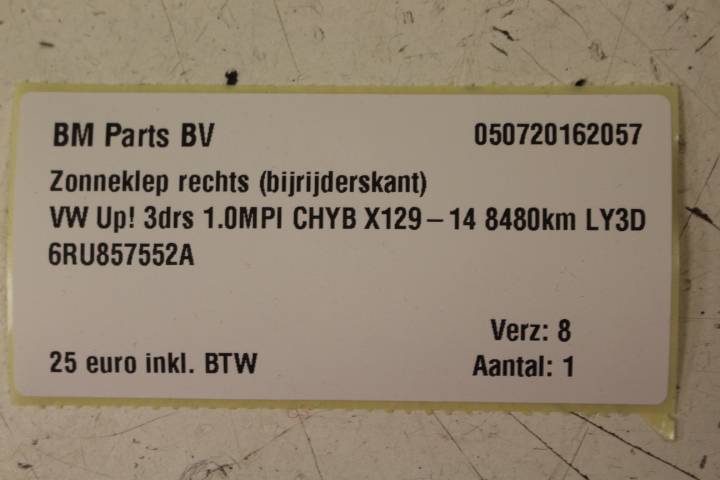 BM Parts BV 050720162057
Zonneklep rechts (bijrijderskant)
VW Up! 3drs 1.0MPI CHYB X129 – 14 8480km LY3D
6RU857552A
Verz: 8
25 euro inkl. BTW Aantal: 1